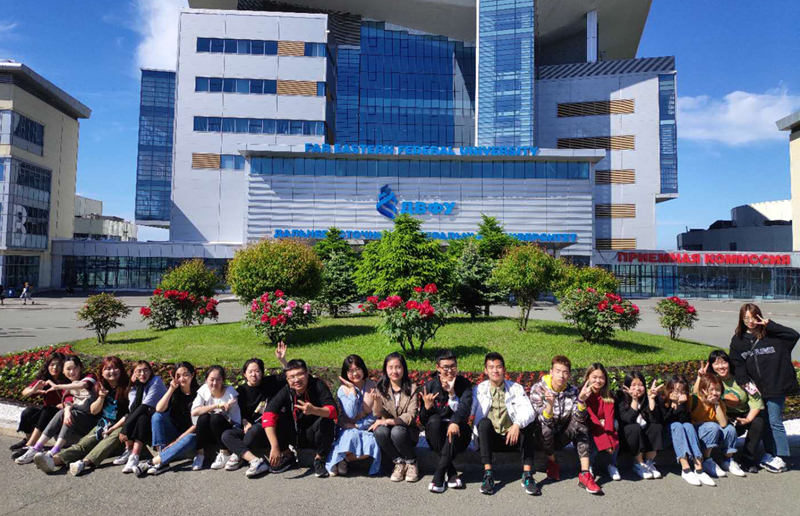 FAR EASTERN FEDERAL UNIVERSITY
ДВФУ
ПРИЕМНАЯ КОМИССИЯ
B